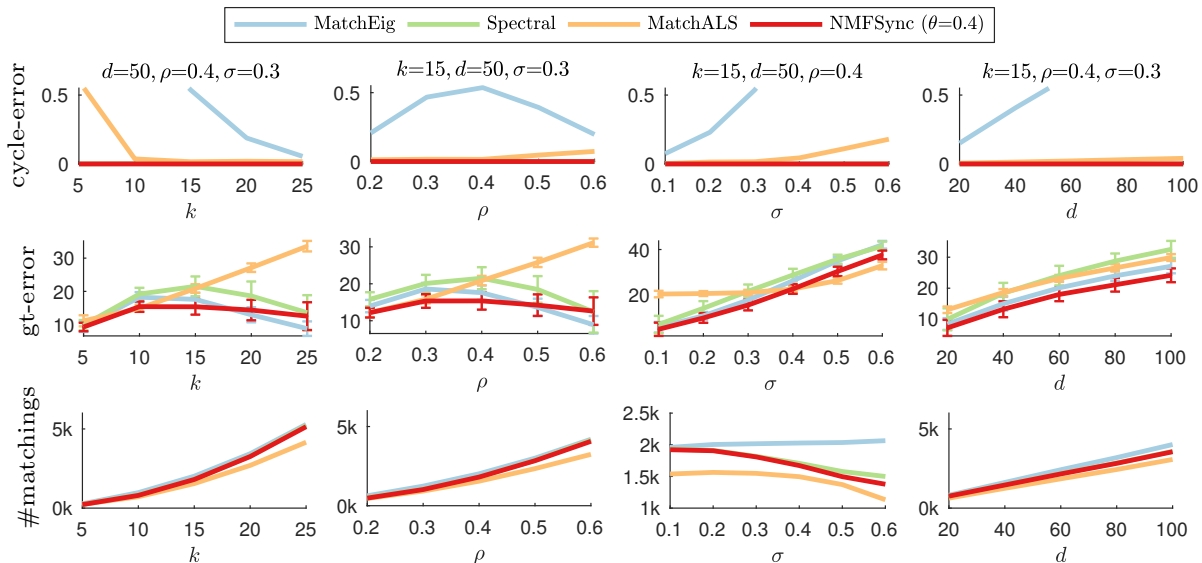 MatchEig Spectral MatchALS NMFSync (θ=0.4)
d=50, ρ=0.4, σ=0.3 k=15, d=50, σ=0.3 k=15, d=50, ρ=0.4 k=15, ρ=0.4, σ=0.3
cycle-error
0.5 0.5 0.5 0.5
0 0 0 0
5 10 15 20 25 0.2 0.3 0.4 0.5 0.6 0.1 0.2 0.3 0.4 0.5 0.6 20 40 60 80 100
k ρ σ d
gt-error
30 30 40 30
20 20 20 20
10 10 0 10
5 10 15 20 25 0.2 0.3 0.4 0.5 0.6 0.1 0.2 0.3 0.4 0.5 0.6 20 40 60 80 100
k ρ σ d
#matchings
5k 5k 2.5k 5k
2k
1.5k
0k 0k 1k 0k
5 10 15 20 25 0.2 0.3 0.4 0.5 0.6 0.1 0.2 0.3 0.4 0.5 0.6 20 40 60 80 100
k ρ σ d